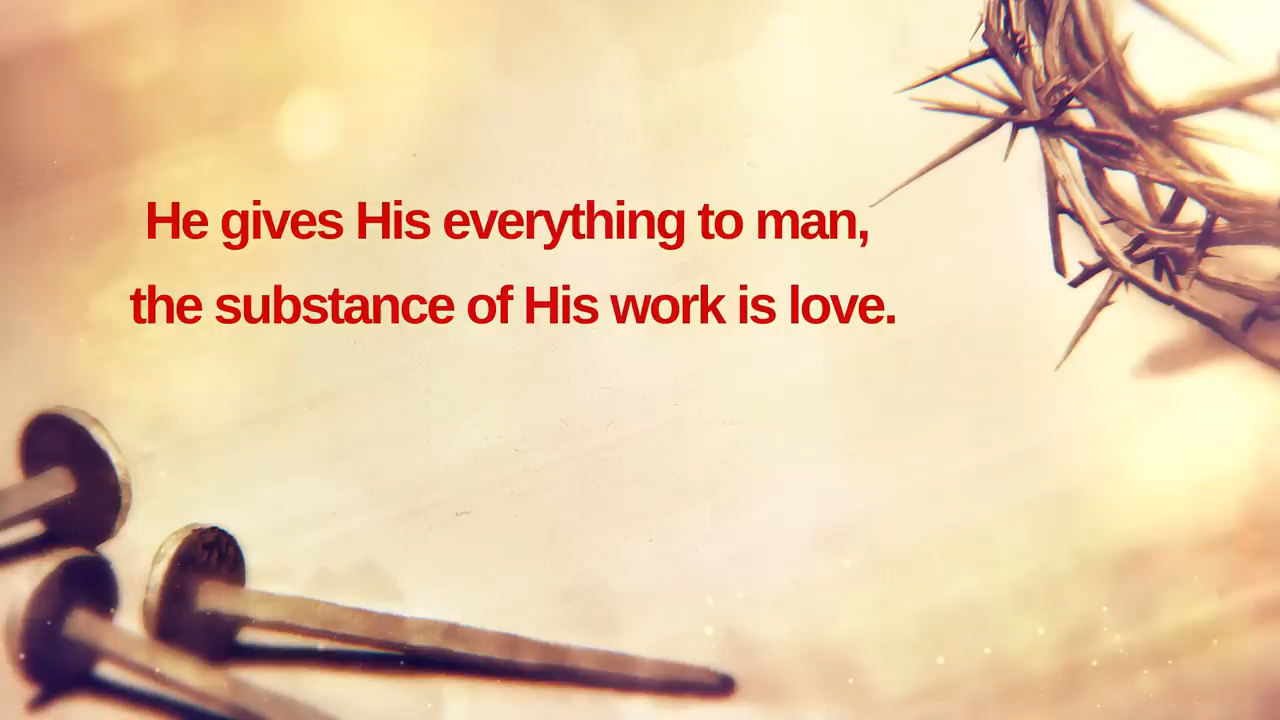 He gives His everything to man,
the substance of His work is love.